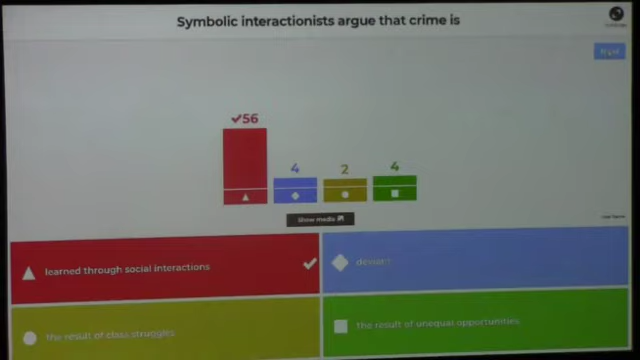 Symbolic interactionists argue that crime is
Next
56
4
2
4
Show media
learned through social interactions
deviant
the result of class struggles
the result of unequal opportunities